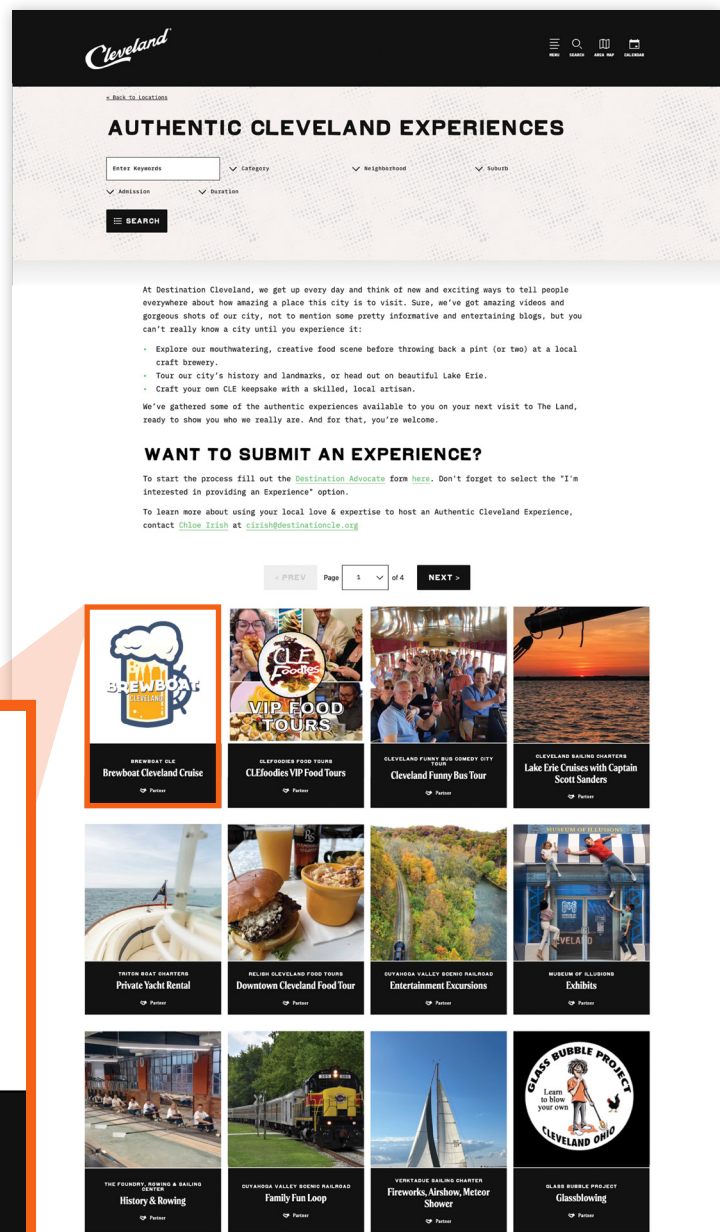 Cleveland
MENU SEARCH AREA MAP CALENDAR
« Back to Locations
AUTHENTIC CLEVELAND EXPERIENCES
Enter Keywords Category Neighborhood Suburb
Admission Duration
SEARCH
At Destination Cleveland, we get up every day and think of new and exciting ways to tell people
everywhere about how amazing a place this city is to visit. Sure, we've got amazing videos and
gorgeous shots of our city, not to mention some pretty informative and entertaining blogs, but you
can't really know a city until you experience it:
• Explore our mouthwatering, creative food scene before throwing back a pint (or two) at a local
craft brewery.
• Tour our city's history and landmarks, or head out on beautiful Lake Erie.
• Craft your own CLE keepsake with a skilled, local artisan.
We've gathered some of the authentic experiences available to you on your next visit to The Land,
ready to show you who we really are. And for that, you're welcome.
WANT TO SUBMIT AN EXPERIENCE?
To start the process fill out the Destination Advocate form here. Don't forget to select the "I'm
interested in providing an Experience" option.
To learn more about using your local love & expertise to host an Authentic Cleveland Experience,
contact Chloe Irish at cirish@destinationcle.org
< PREV Page 1 of 4 NEXT >
BREWBOAT
CLEVELAND
BREWBOAT CLE
Brewboat Cleveland Cruise
Partner
CLE
Foodies
VIP FOOD
TOURS
CLEFOODIES FOOD TOURS
CLEfoodies VIP Food Tours
Partner
CLEVELAND FUNNY BUS COMEDY CITY
TOUR
Cleveland Funny Bus Tour
Partner
CLEVELAND SAILING CHARTERS
Lake Erie Cruises with Captain
Scott Sanders
Partner
TRITON BOAT CHARTERS
Private Yacht Rental
Partner
RELISH CLEVELAND FOOD TOURS
Downtown Cleveland Food Tour
Partner
CUYAHOGA VALLEY SCENIC RAILROAD
Entertainment Excursions
Partner
MUSEUM OF ILLUSIONS
MUSEUM OF ILLUSIONS
Exhibits
Partner
THE FOUNDRY, ROWING & SAILING
CENTER
History & Rowing
Partner
CUYAHOGA VALLEY SCENIC RAILROAD
Family Fun Loop
Partner
VERKTAGUE SAILING CHARTER
Fireworks, Airshow, Meteor
Shower
Partner
GLASS BUBBLE PROJECT
Learn
to blow
your own
CLEVELAND OHIO
GLASS BUBBLE PROJECT
Glassblowing
Partner